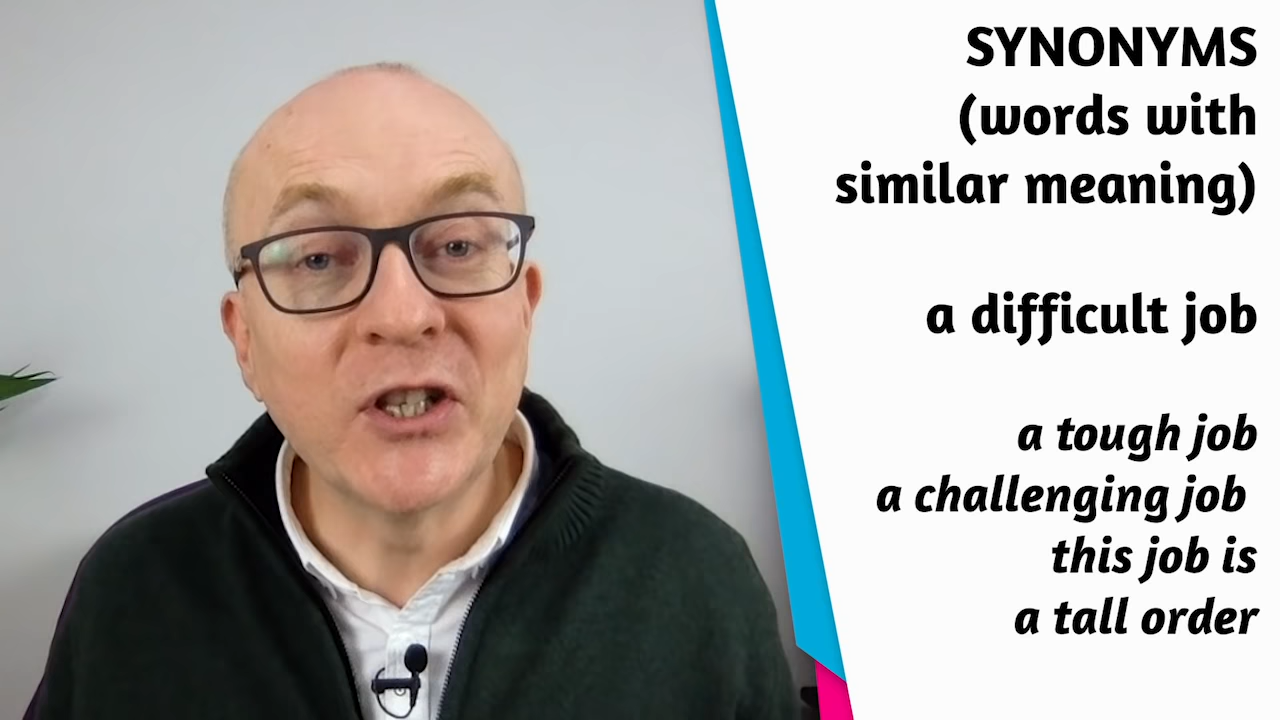 SYNONYMS
(words with
similar meaning)
a difficult job
a tough job
a challenging job
this job is
a tall order